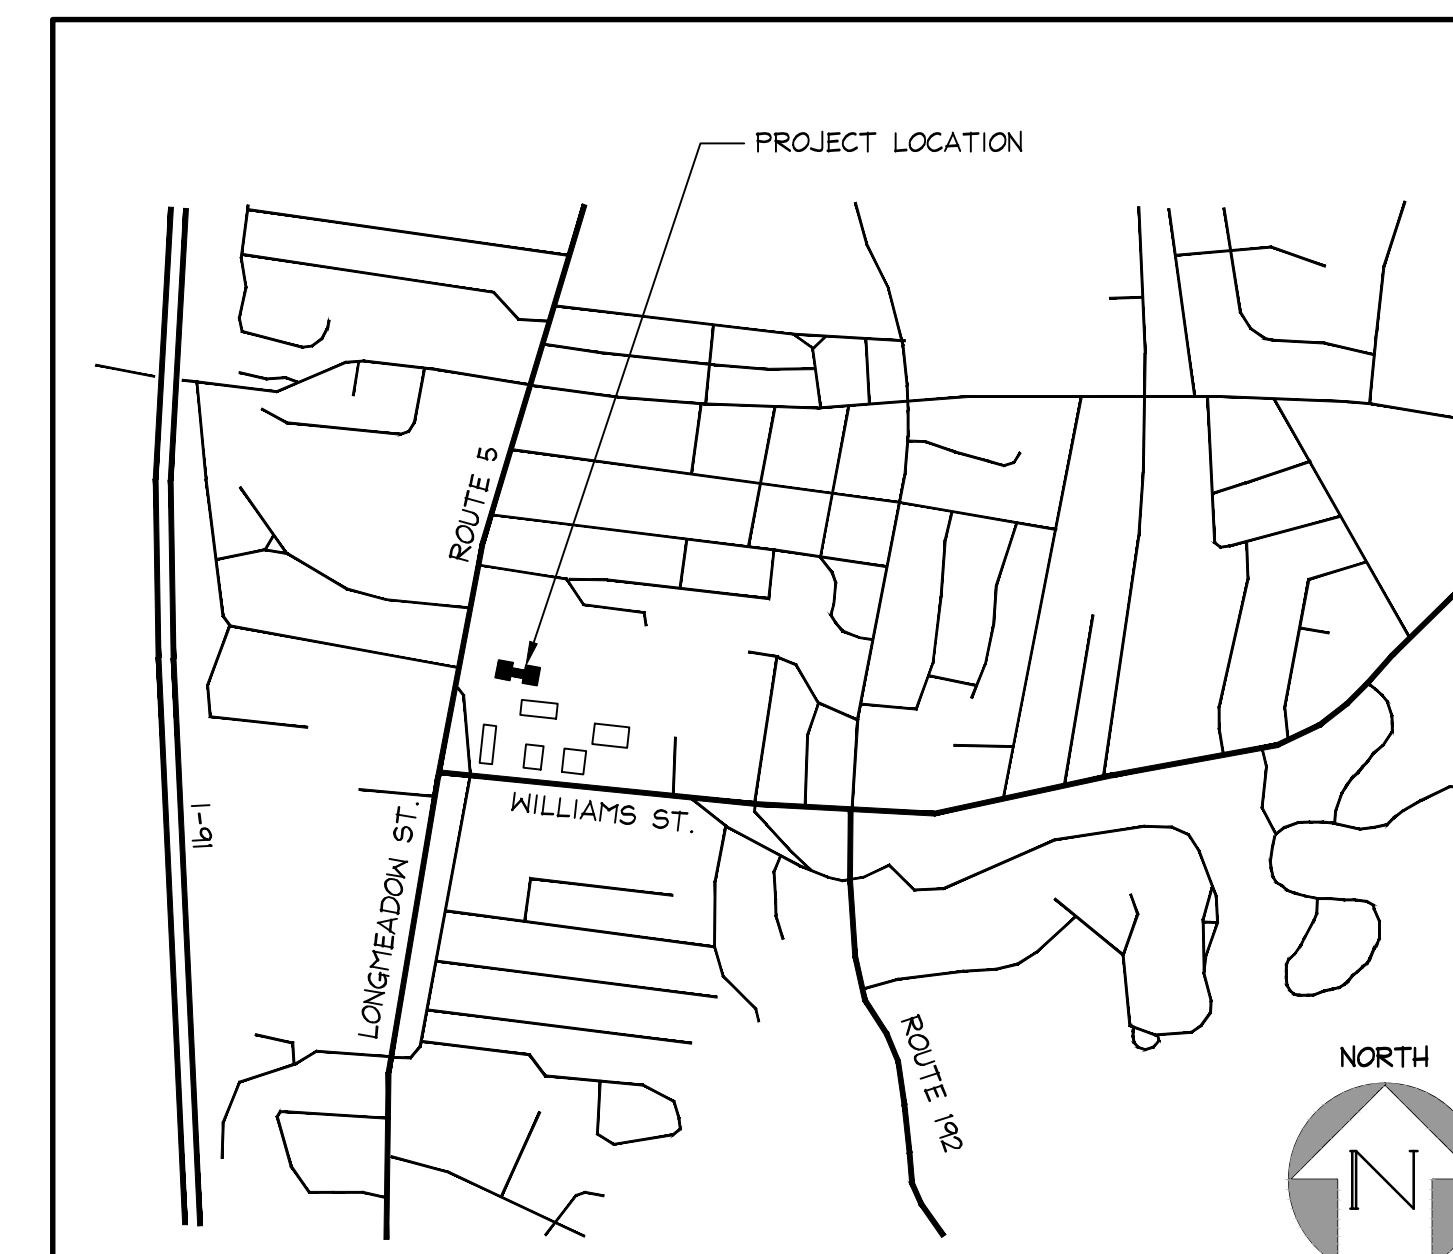 PROJECT LOCATION
ROUTE 5
WILLIAMS ST.
I-91
LONGMEADOW ST.
ROUTE 192
NORTH
N